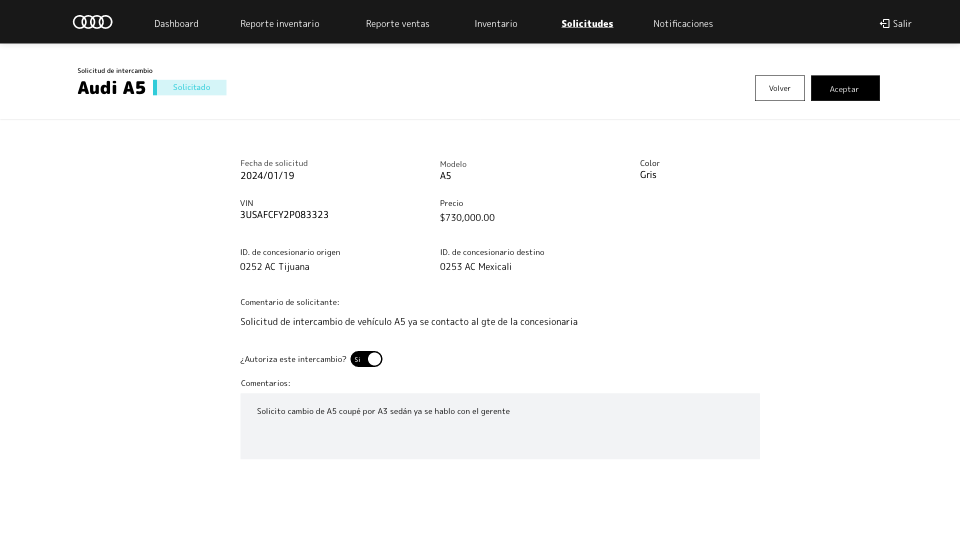 Dashboard Reporte inventario Reporte ventas Inventario Solicitudes Notificaciones Salir
Solicitud de intercambio
Audi A5 Solicitado
Volver Aceptar
Fecha de solicitud Modelo Color
2024/01/19 A5 Gris
VIN Precio
3USAFCFY2P083323 $730,000.00
ID. de concesionario origen ID. de concesionario destino
0252 AC Tijuana 0253 AC Mexicali
Comentario de solicitante:
Solicitud de intercambio de vehículo A5 ya se contacto al gte de la concesionaria
¿Autoriza este intercambio? Si
Comentarios:
Solicito cambio de A5 coupé por A3 sedán ya se hablo con el gerente